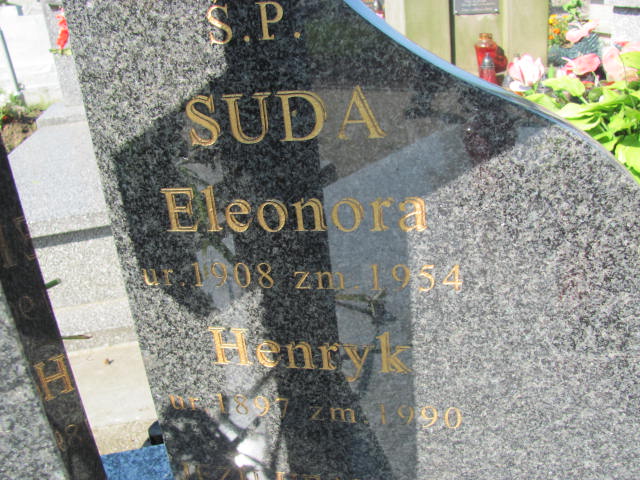 S.P.
SUDA
Eleonora
ur.1908 zm.1954
Henryk
ur.1897 zm.1990
H